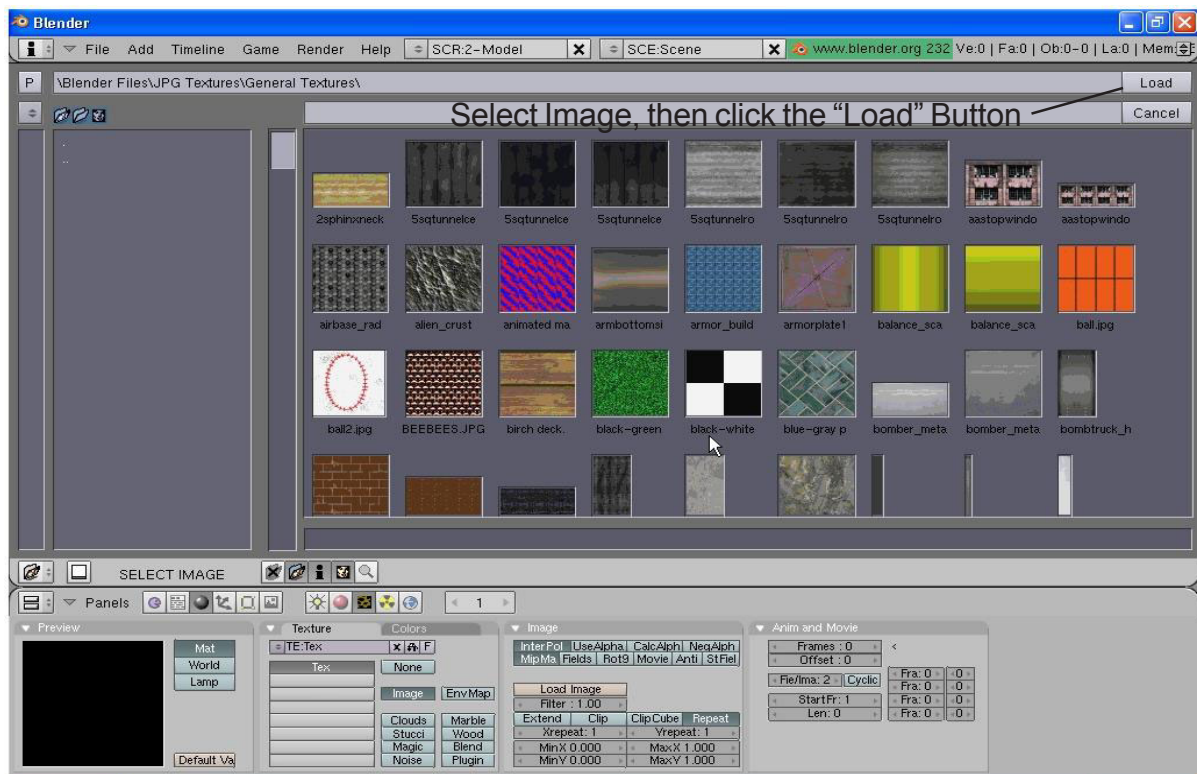 Blender
File Add Timeline Game Render Help SCR:2-Model SCE:Scene www.blender.org 232 Ve:0 | Fa:0 | Ob:0-0 | La:0 | Mem:
P \Blender Files\JPG Textures\General Textures\ Load
Select Image, then click the “Load” Button
Cancel
.
..
2sphinxneck 5sqtunnelce 5sqtunnelce 5sqtunnelce 5sqtunnelro 5sqtunnelro 5sqtunnelro aastopwindo aastopwindo
airbase_rad alien_crust animated ma armbottomsi armor_build armorplate1 balance_sca balance_sca ball.jpg
ball2.jpg BEEBEES.JPG birch deck. black-green black-white blue-gray p bomber_meta bomber_meta bombtruck_h
SELECT IMAGE
Panels 1
Preview
Mat
World
Lamp
Default Va
Texture Colors
TE:Tex F
Tex None
Image EnvMap
Clouds Marble
Stucci Wood
Magic Blend
Noise Plugin
Image
InterPol UseAlpha CalcAlph NegAlph
MipMa Fields Rot9 Movie Anti StFiel
Load Image
Filter : 1.00
Extend Clip ClipCube Repeat
Xrepeat: 1 Yrepeat: 1
MinX 0.000 MaxX 1.000
MinY 0.000 MaxY 1.000
Anim and Movie
Frames : 0 <
Offset : 0
Fie/Ima: 2 Cyclic Fra: 0 0
Fra: 0 0
StartFr: 1 Fra: 0 0
Len: 0 Fra: 0 0